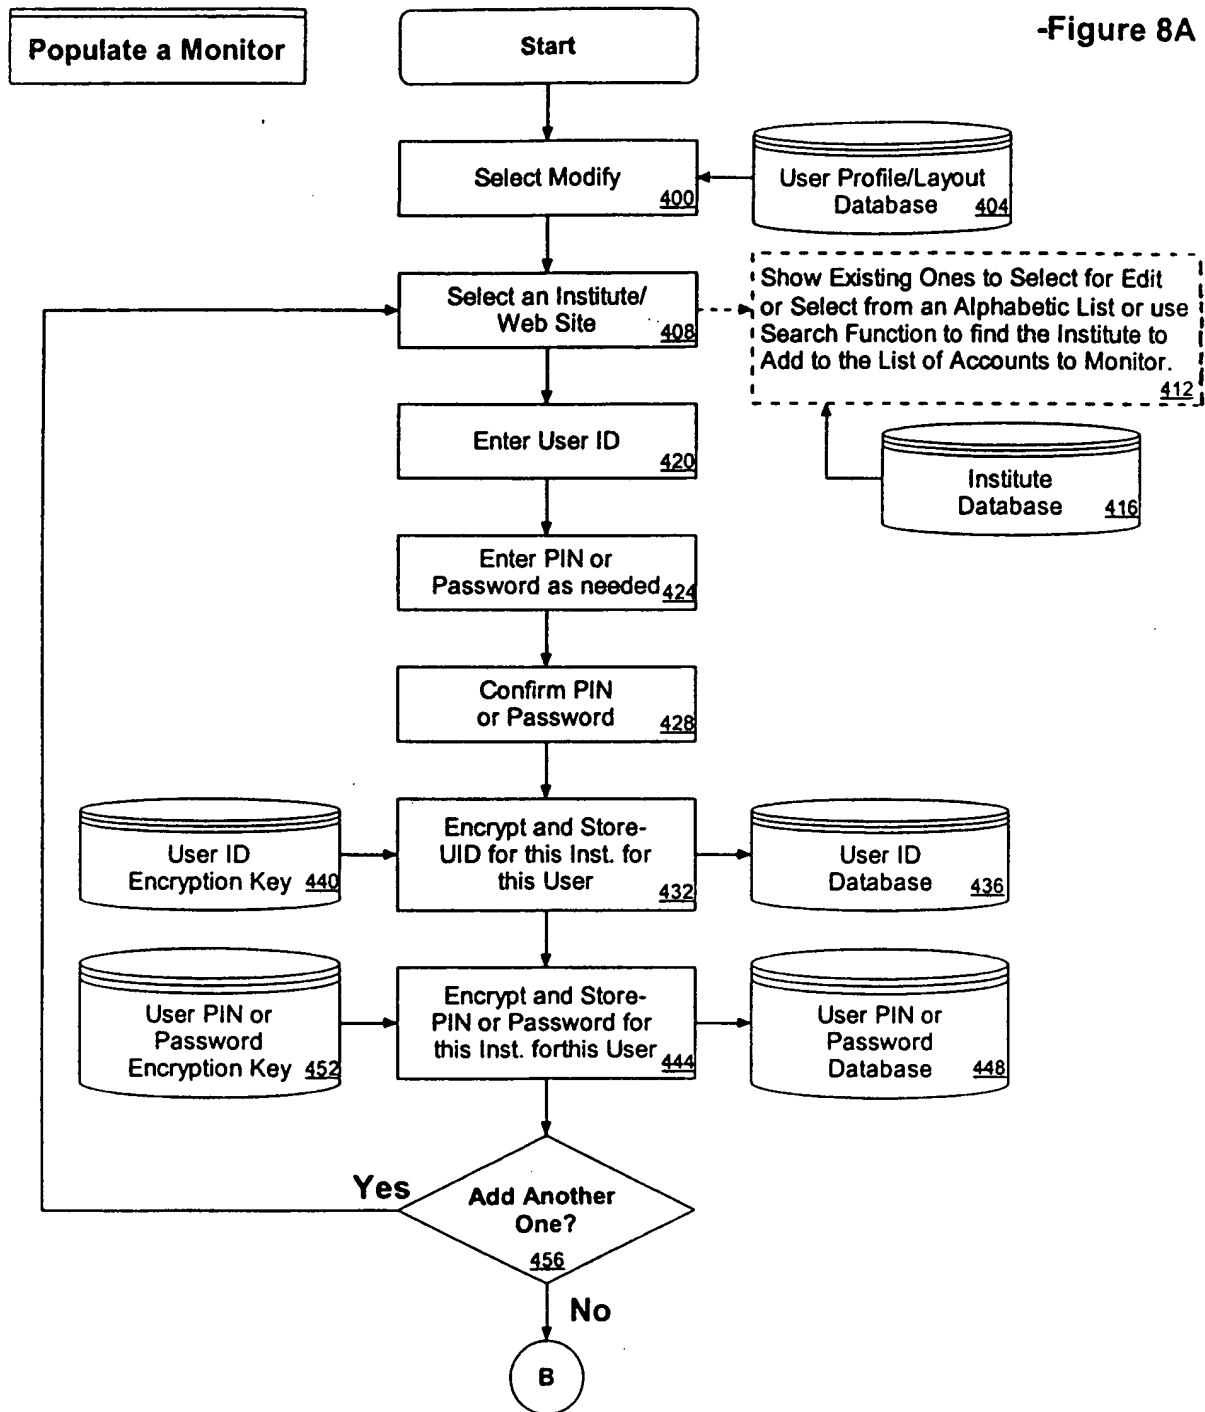 Populate a Monitor
Start
-Figure 8A
Select Modify
400
User Profile/Layout
Database 404
Select an Institute/
Web Site
408
Show Existing Ones to Select for Edit
or Select from an Alphabetic List or use
Search Function to find the Institute to
Add to the List of Accounts to Monitor.
412
Enter User ID
420
Institute
Database 416
Enter PIN or
Password as needed 424
Confirm PIN
or Password 428
User ID
Encryption Key 440
Encrypt and Store-
UID for this Inst. for
this User 432
User ID
Database 436
User PIN or
Password
Encryption Key 452
Encrypt and Store-
PIN or Password for
this Inst. forthis User 444
User PIN or
Password
Database 448
Yes
Add Another
One?
456
No
B